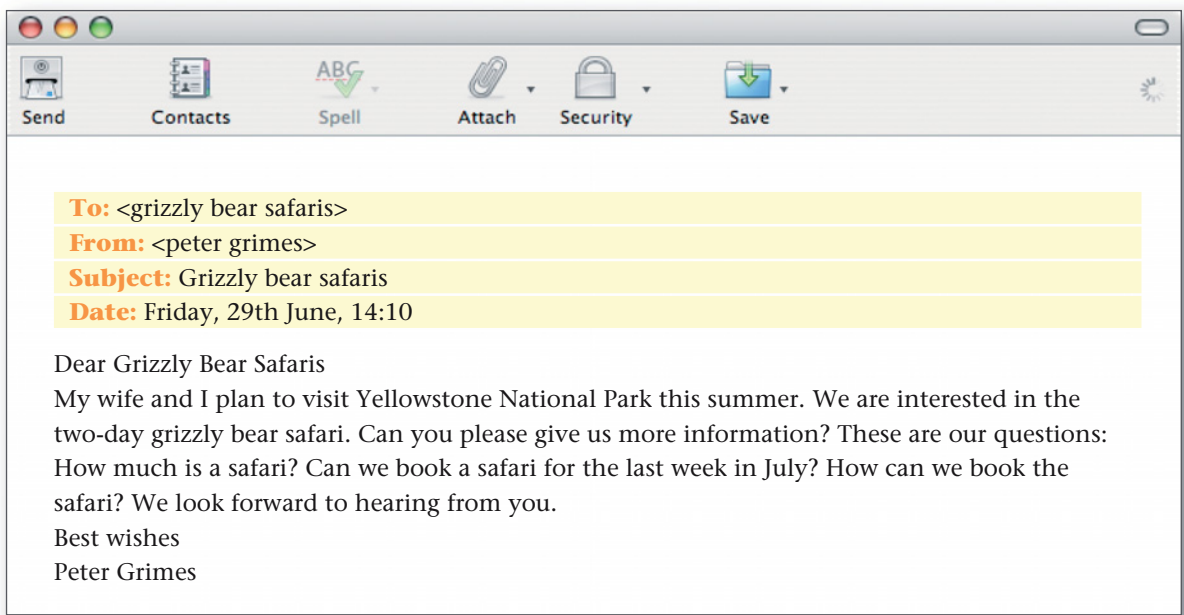 ABC
Send Contacts Spell Attach Security Save
To: <grizzly bear safaris>
From: <peter grimes>
Subject: Grizzly bear safaris
Date: Friday, 29th June, 14:10
Dear Grizzly Bear Safaris
My wife and I plan to visit Yellowstone National Park this summer. We are interested in the
two-day grizzly bear safari. Can you please give us more information? These are our questions:
How much is a safari? Can we book a safari for the last week in July? How can we book the
safari? We look forward to hearing from you.
Best wishes
Peter Grimes